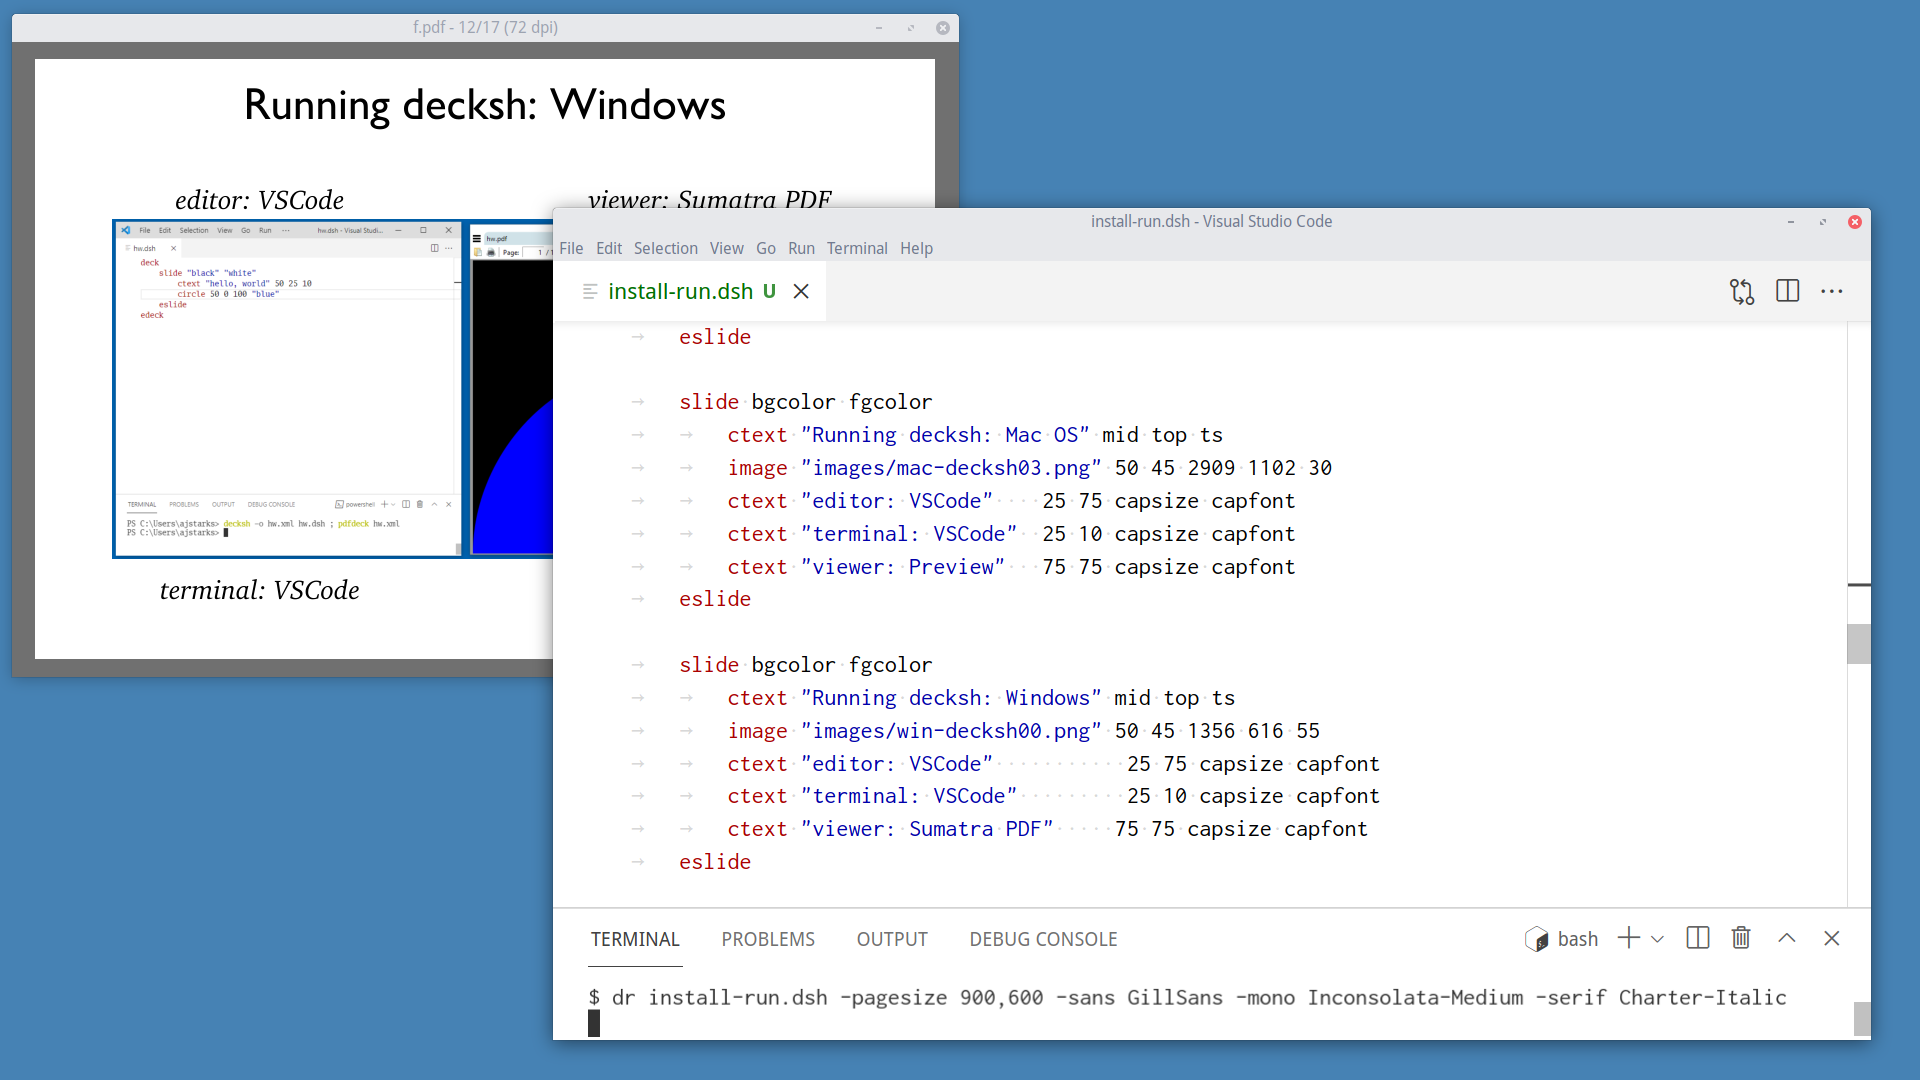 f.pdf - 12/17 (72 dpi)
Running decksh: Windows
editor: VSCode
viewer: Sumatra PDF
File Edit Selection View Go Run ··· hw.dsh - Visual Studi...
hw.dsh
deck
slide "black" "white"
ctext "hello, world" 50 25 10
circle 50 0 100 "blue"
eslide
edeck
TERMINAL PROBLEMS OUTPUT DEBUG CONSOLE powershell
PS C:\Users\ajstarks> decksh -o hw.xml hw.dsh ; pdfdeck hw.xml
PS C:\Users\ajstarks>
hw.pdf
Page: 1 / 1
terminal: VSCode
install-run.dsh - Visual Studio Code
File Edit Selection View Go Run Terminal Help
install-run.dsh U
eslide
slide bgcolor fgcolor
ctext "Running decksh: Mac OS" mid top ts
image "images/mac-decksh03.png" 50 45 2909 1102 30
ctext "editor: VSCode" 25 75 capsize capfont
ctext "terminal: VSCode" 25 10 capsize capfont
ctext "viewer: Preview" 75 75 capsize capfont
eslide
slide bgcolor fgcolor
ctext "Running decksh: Windows" mid top ts
image "images/win-decksh00.png" 50 45 1356 616 55
ctext "editor: VSCode" 25 75 capsize capfont
ctext "terminal: VSCode" 25 10 capsize capfont
ctext "viewer: Sumatra PDF" 75 75 capsize capfont
eslide
TERMINAL PROBLEMS OUTPUT DEBUG CONSOLE bash
$ dr install-run.dsh -pagesize 900,600 -sans GillSans -mono Inconsolata-Medium -serif Charter-Italic